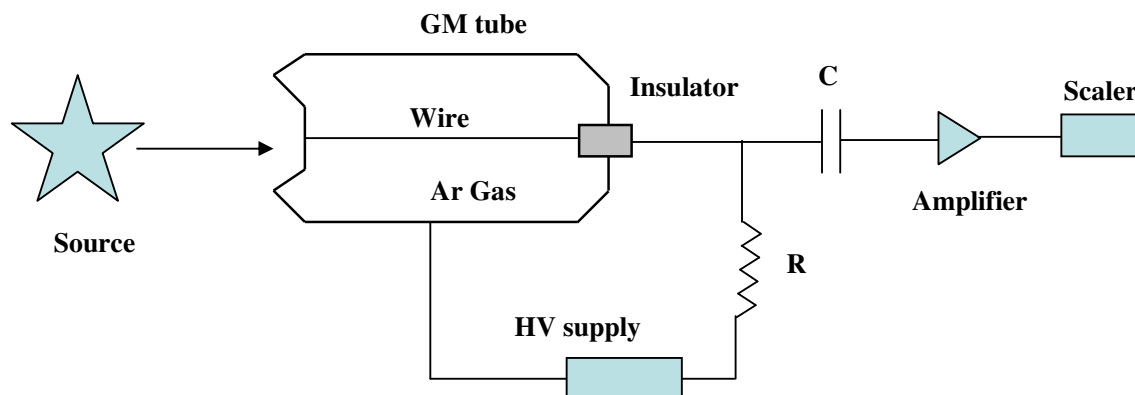 GM tube
C
Insulator
Scaler
Wire
Ar Gas
Amplifier
Source
R
HV supply